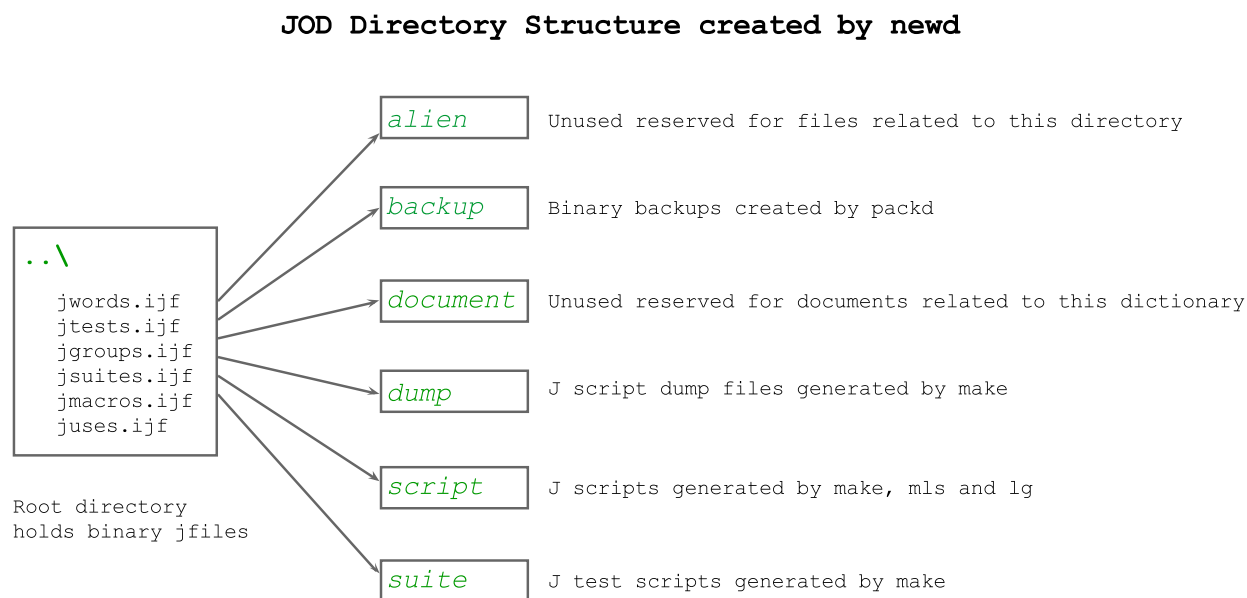 JOD Directory Structure created by newd
alien
Unused reserved for files related to this directory
backup
Binary backups created by packd
..\
jwords.ijf
jtests.ijf
jgroups.ijf
jsuites.ijf
jmacros.ijf
juses.ijf
document
Unused reserved for documents related to this dictionary
dump
J script dump files generated by make
script
J scripts generated by make, mls and lg
Root directory
holds binary jfiles
suite
J test scripts generated by make